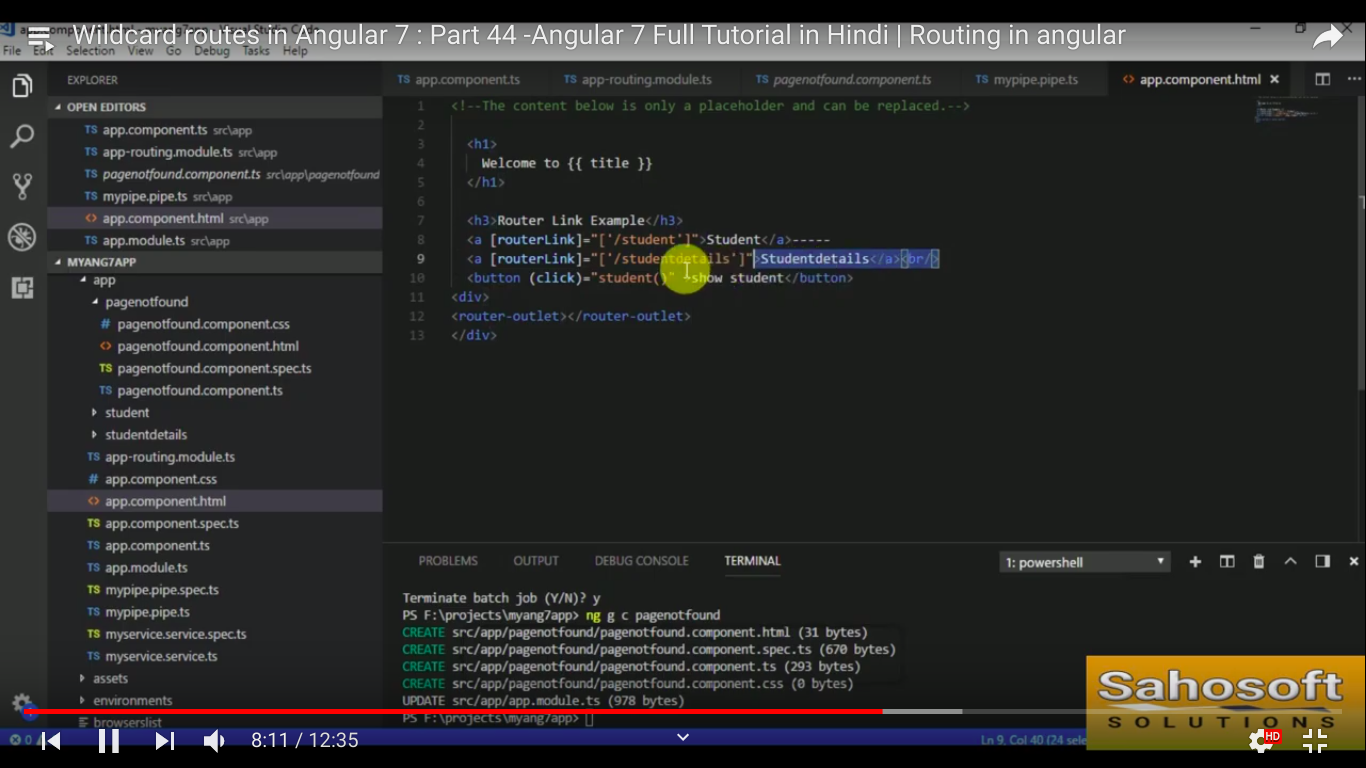 Wildcard routes in Angular 7 : Part 44 -Angular 7 Full Tutorial in Hindi | Routing in angular
File Edit Selection View Go Debug Tasks Help
EXPLORER
OPEN EDITORS
TS app.component.ts src\app
TS app-routing.module.ts src\app
TS pagenotfound.component.ts src\app\pagenotfound
TS mypipe.pipe.ts src\app
<> app.component.html src\app
TS app.module.ts src\app
MYANG7APP
app
pagenotfound
# pagenotfound.component.css
<> pagenotfound.component.html
TS pagenotfound.component.spec.ts
TS pagenotfound.component.ts
student
studentdetails
TS app-routing.module.ts
# app.component.css
<> app.component.html
TS app.component.spec.ts
TS app.component.ts
TS app.module.ts
TS mypipe.pipe.spec.ts
TS mypipe.pipe.ts
TS myservice.service.spec.ts
TS myservice.service.ts
assets
environments
browserslist
TS app.component.ts TS app-routing.module.ts TS pagenotfound.component.ts TS mypipe.pipe.ts <> app.component.html
1 <!--The content below is only a placeholder and can be replaced.-->
2
3 <h1>
4 Welcome to {{ title }}
5 </h1>
6
7 <h3>Router Link Example</h3>
8 <a [routerLink]="['/student']">Student</a>-----
9 <a [routerLink]="['/studentdetails']">Studentdetails</a><br/>
10 <button (click)="student()" >show student</button>
11 <div>
12 <router-outlet></router-outlet>
13 </div>
PROBLEMS OUTPUT DEBUG CONSOLE TERMINAL 1: powershell
Terminate batch job (Y/N)? y
PS F:\projects\myang7app> ng g c pagenotfound
CREATE src/app/pagenotfound/pagenotfound.component.html (31 bytes)
CREATE src/app/pagenotfound/pagenotfound.component.spec.ts (670 bytes)
CREATE src/app/pagenotfound/pagenotfound.component.ts (293 bytes)
CREATE src/app/pagenotfound/pagenotfound.component.css (0 bytes)
UPDATE src/app/app.module.ts (978 bytes)
PS F:\projects\myang7app>
Sahosoft
SOLUTIONS
8:11 / 12:35
Ln 9, Col 40 (24
HD